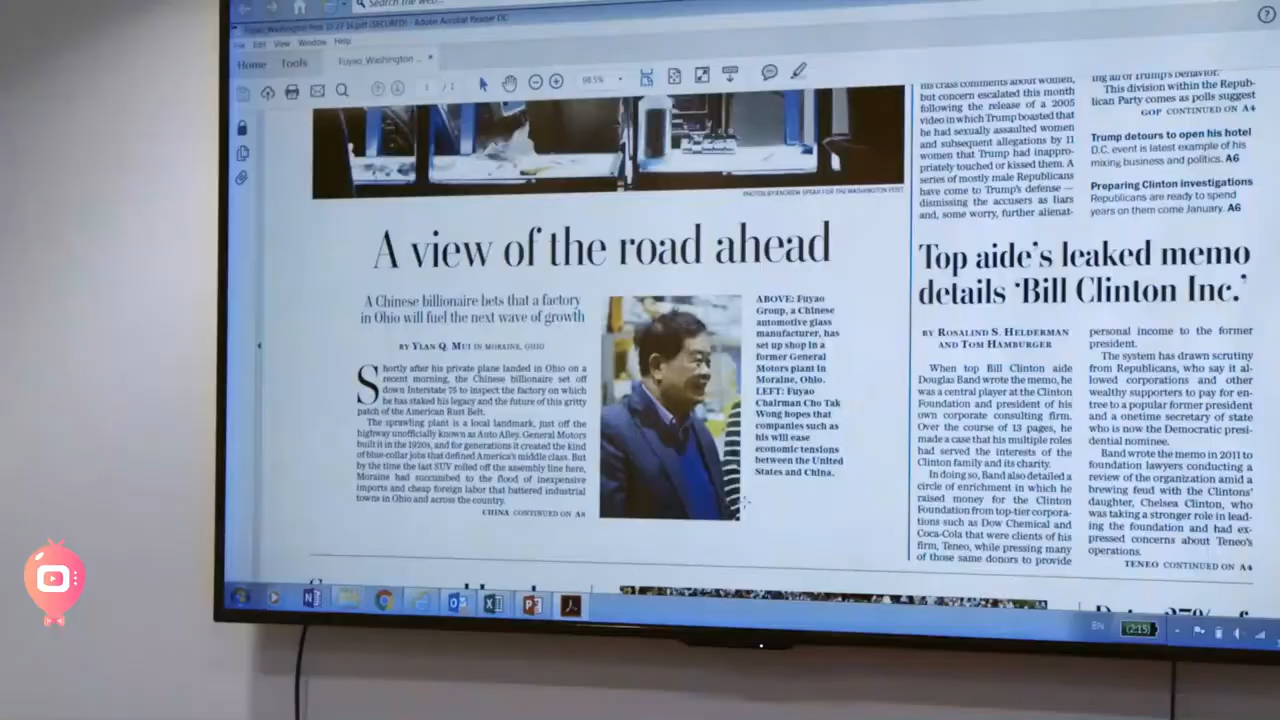 Search the web...
Fuyao_Washington Post 10 27 16.pdf (SECURED) - Adobe Acrobat Reader DC
File Edit View Window Help
Home Tools Fuyao_Washington ... ×
1 / 1 98.5%
PHOTOS BY ANDREW SPEAR FOR THE WASHINGTON POST
A view of the road ahead
A Chinese billionaire bets that a factory
in Ohio will fuel the next wave of growth
BY YLAN Q. MUI IN MORAINE, OHIO
Shortly after his private plane landed in Ohio on a
recent morning, the Chinese billionaire set off
down Interstate 75 to inspect the factory on which
he has staked his legacy and the future of this gritty
patch of the American Rust Belt.
The sprawling plant is a local landmark, just off the
highway unofficially known as Auto Alley. General Motors
built it in the 1920s, and for generations it created the kind
of blue-collar jobs that defined America's middle class. But
by the time the last SUV rolled off the assembly line here,
Moraine had succumbed to the flood of inexpensive
imports and cheap foreign labor that battered industrial
towns in Ohio and across the country.
CHINA CONTINUED ON A8
ABOVE: Fuyao
Group, a Chinese
automotive glass
manufacturer, has
set up shop in a
former General
Motors plant in
Moraine, Ohio.
LEFT: Fuyao
Chairman Cho Tak
Wong hopes that
companies such as
his will ease
economic tensions
between the United
States and China.
his crass comments about women,
but concern escalated this month
following the release of a 2005
video in which Trump boasted that
he had sexually assaulted women
and subsequent allegations by 11
women that Trump had inappro-
priately touched or kissed them. A
series of mostly male Republicans
have come to Trump's defense —
dismissing the accusers as liars
and, some worry, further alienat-
ing all of Trump's behavior.
This division within the Repub-
lican Party comes as polls suggest
GOP CONTINUED ON A4
Trump detours to open his hotel
D.C. event is latest example of his
mixing business and politics. A6
Preparing Clinton investigations
Republicans are ready to spend
years on them come January. A6
Top aide's leaked memo
details ‘Bill Clinton Inc.’
BY ROSALIND S. HELDERMAN
AND TOM HAMBURGER
When top Bill Clinton aide
Douglas Band wrote the memo, he
was a central player at the Clinton
Foundation and president of his
own corporate consulting firm.
Over the course of 13 pages, he
made a case that his multiple roles
had served the interests of the
Clinton family and its charity.
In doing so, Band also detailed a
circle of enrichment in which he
raised money for the Clinton
Foundation from top-tier corpora-
tions such as Dow Chemical and
Coca-Cola that were clients of his
firm, Teneo, while pressing many
of those same donors to provide
personal income to the former
president.
The system has drawn scrutiny
from Republicans, who say it al-
lowed corporations and other
wealthy supporters to pay for en-
tree to a popular former president
and a onetime secretary of state
who is now the Democratic presi-
dential nominee.
Band wrote the memo in 2011 to
foundation lawyers conducting a
review of the organization amid a
brewing feud with the Clintons'
daughter, Chelsea Clinton, who
was taking a stronger role in lead-
ing the foundation and had ex-
pressed concerns about Teneo's
operations.
TENEO CONTINUED ON A4
EN (2:15)